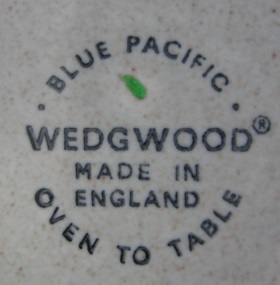 BLUE PACIFIC
WEDGWOOD®
MADE IN
ENGLAND
OVEN TO TABLE